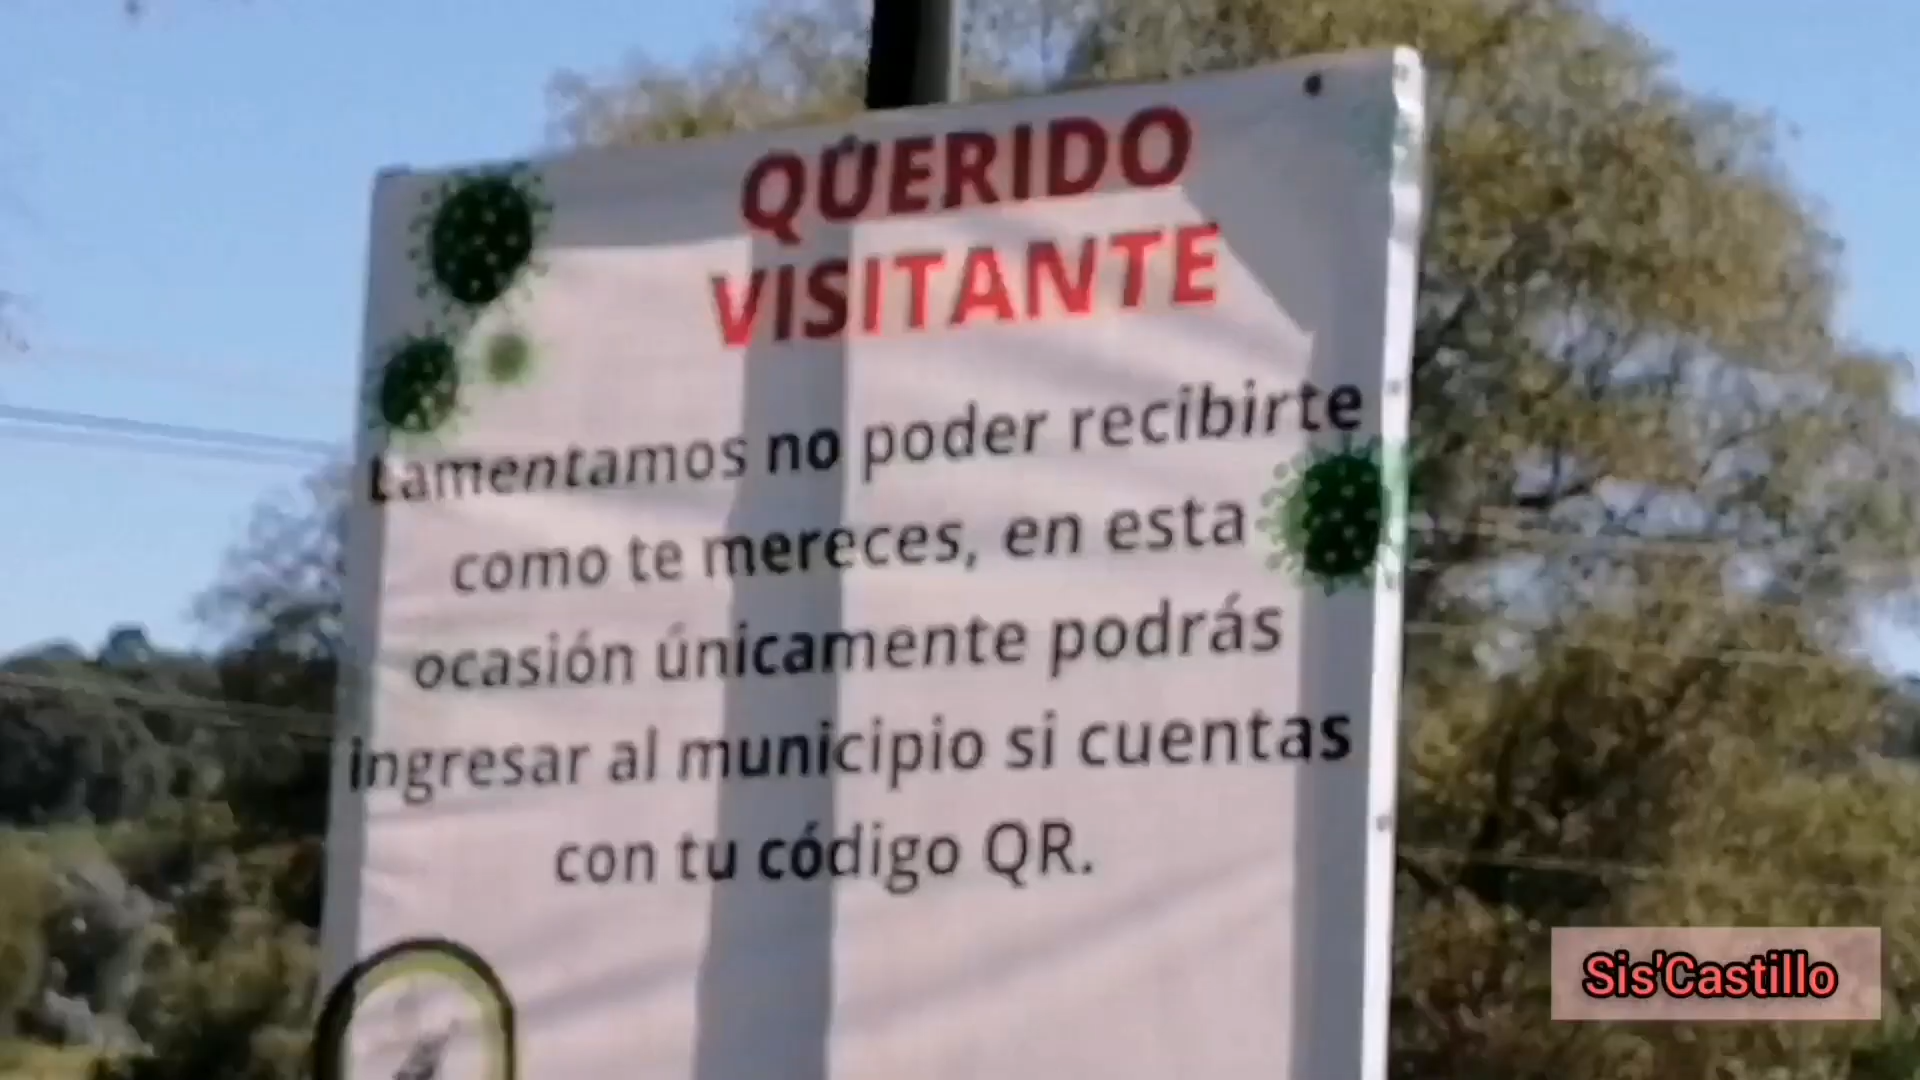 QUERIDO
VISITANTE
Lamentamos no poder recibirte
como te mereces, en esta
ocasión únicamente podrás
ingresar al municipio si cuentas
con tu código QR.
Sis'Castillo